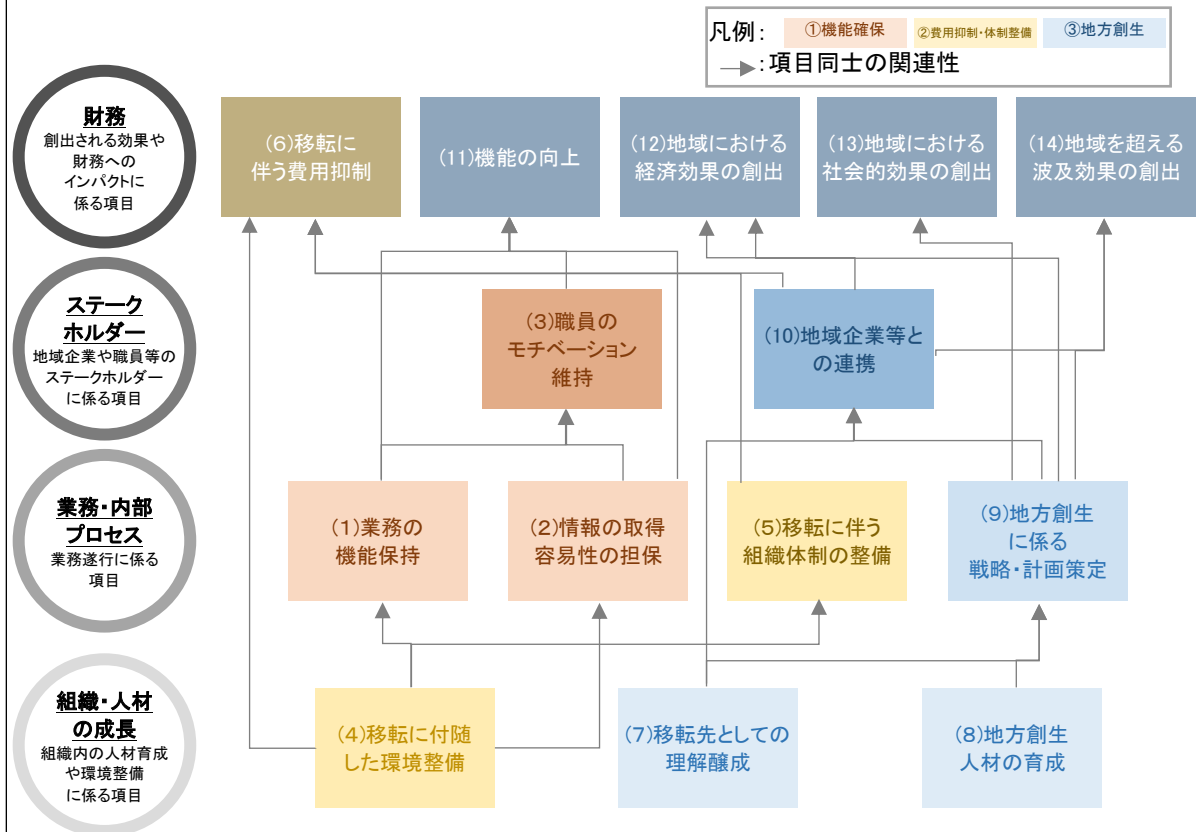 凡例：
①機能確保
②費用抑制・体制整備
③地方創生
：項目同士の関連性
財務
創出される効果や
財務への
インパクトに
係る項目
(6)移転に
伴う費用抑制
(11)機能の向上
(12)地域における
経済効果の創出
(13)地域における
社会的効果の創出
(14)地域を超える
波及効果の創出
ステーク
ホルダー
地域企業や職員等の
ステークホルダー
に係る項目
(3)職員の
モチベーション
維持
(10)地域企業等と
の連携
業務・内部
プロセス
業務遂行に係る
項目
(1)業務の
機能保持
(2)情報の取得
容易性の担保
(5)移転に伴う
組織体制の整備
(9)地方創生
に係る
戦略・計画策定
組織・人材
の成長
組織内の人材育成
や環境整備
に係る項目
(4)移転に付随
した環境整備
(7)移転先としての
理解醸成
(8)地方創生
人材の育成